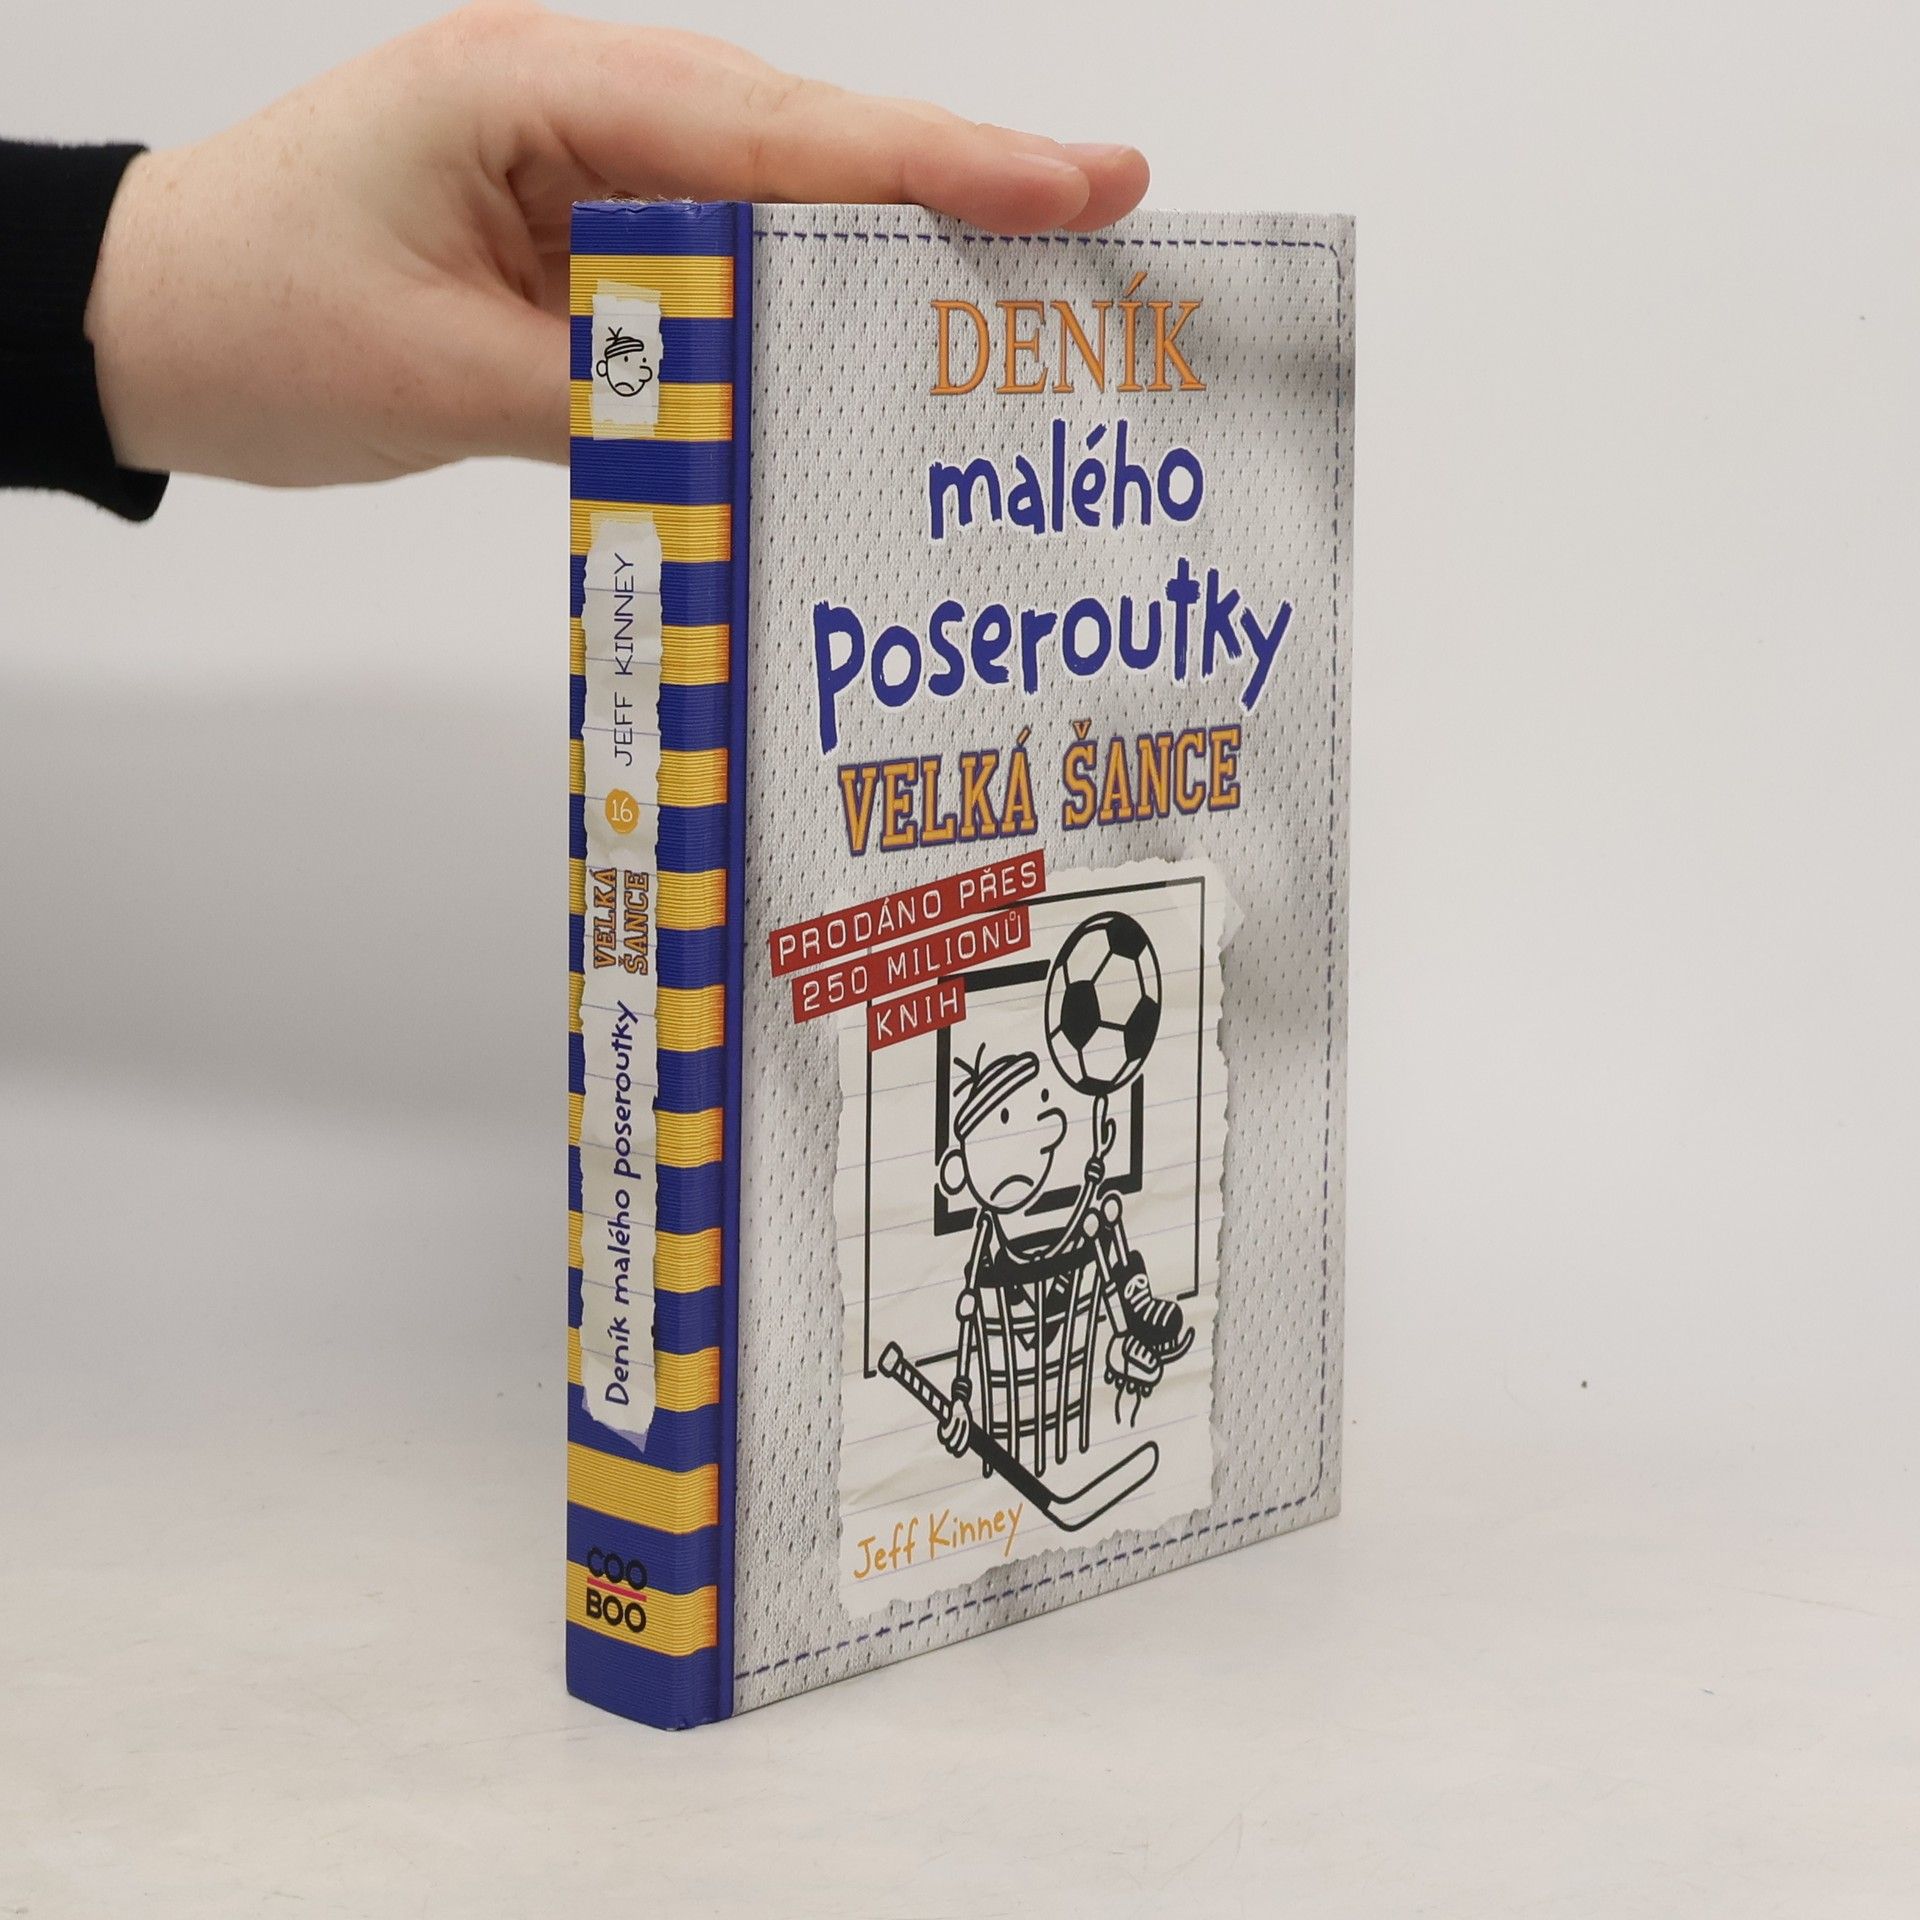 DENÍK
malého
poseroutky
VELKÁ ŠANCE
PRODÁNO PŘES
250 MILIONŮ
KNIH
Jeff Kinney
Deník malého poseroutky
VELKÁ
ŠANCE
16
JEFF KINNEY
COO
BOO